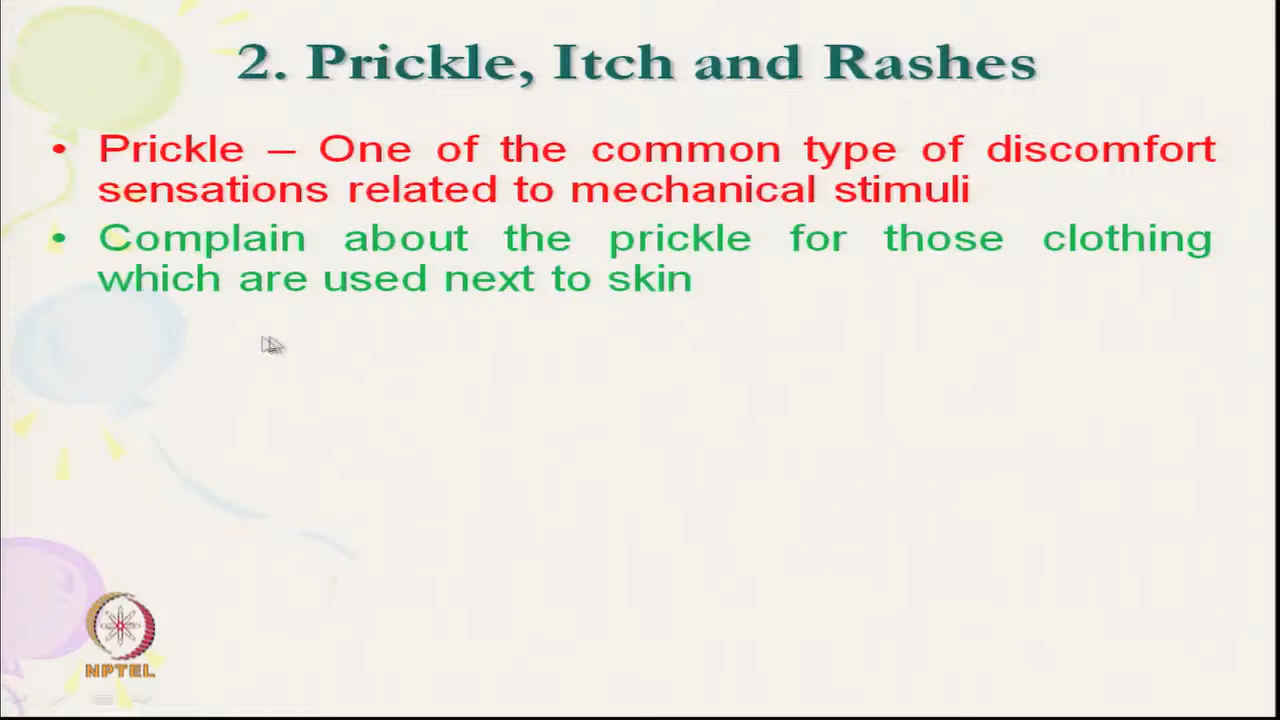 2. Prickle, Itch and Rashes
• Prickle – One of the common type of discomfort
sensations related to mechanical stimuli
• Complain about the prickle for those clothing
which are used next to skin
NPTEL